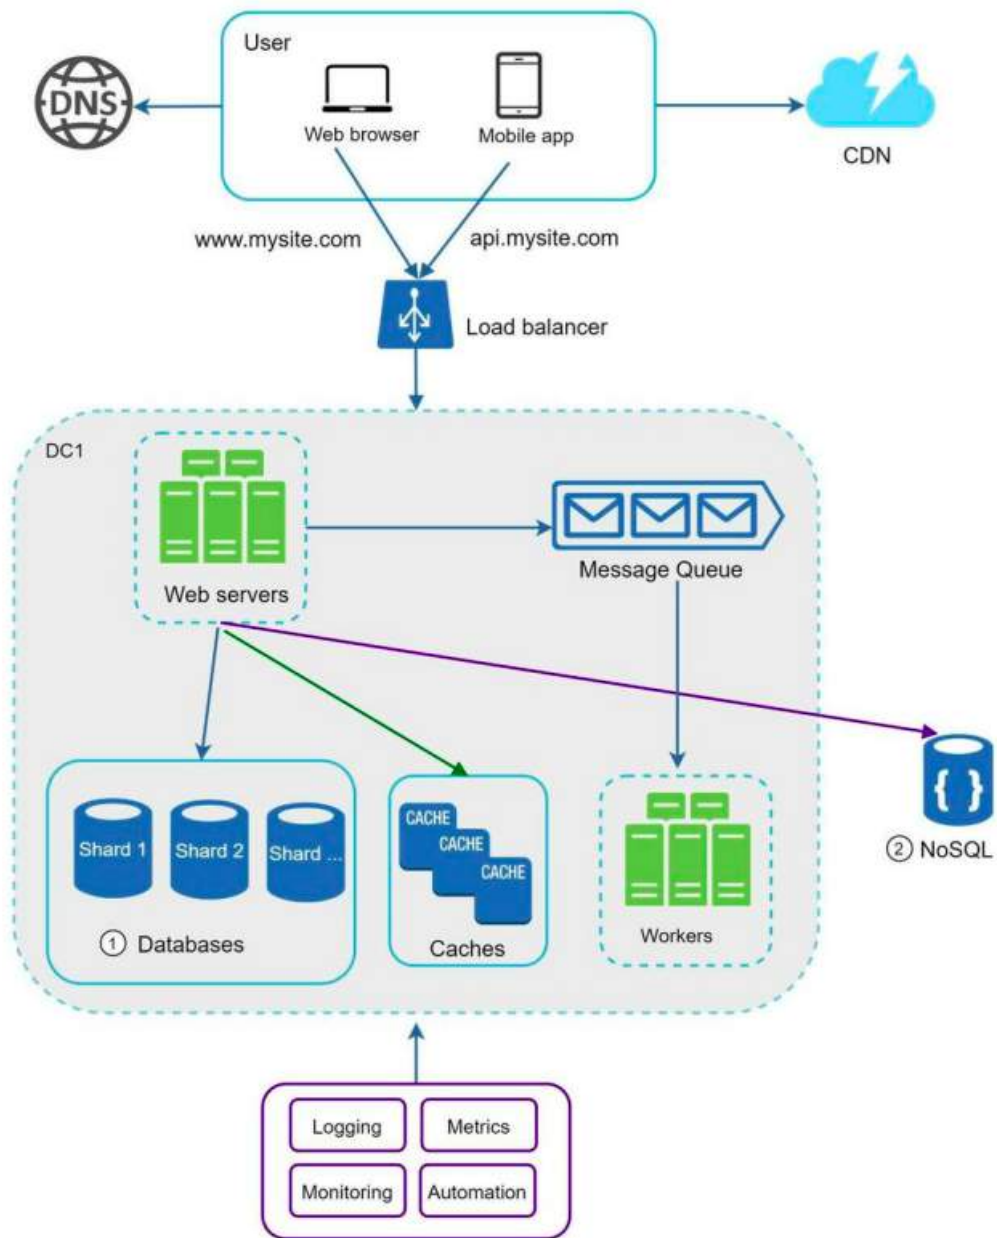 User
DNS
Web browser
Mobile app
CDN
www.mysite.com
api.mysite.com
Load balancer
DC1
Web servers
Message Queue
Shard 1
Shard 2
Shard ...
CACHE
CACHE
CACHE
① Databases
Caches
Workers
{ }
② NoSQL
Logging
Metrics
Monitoring
Automation